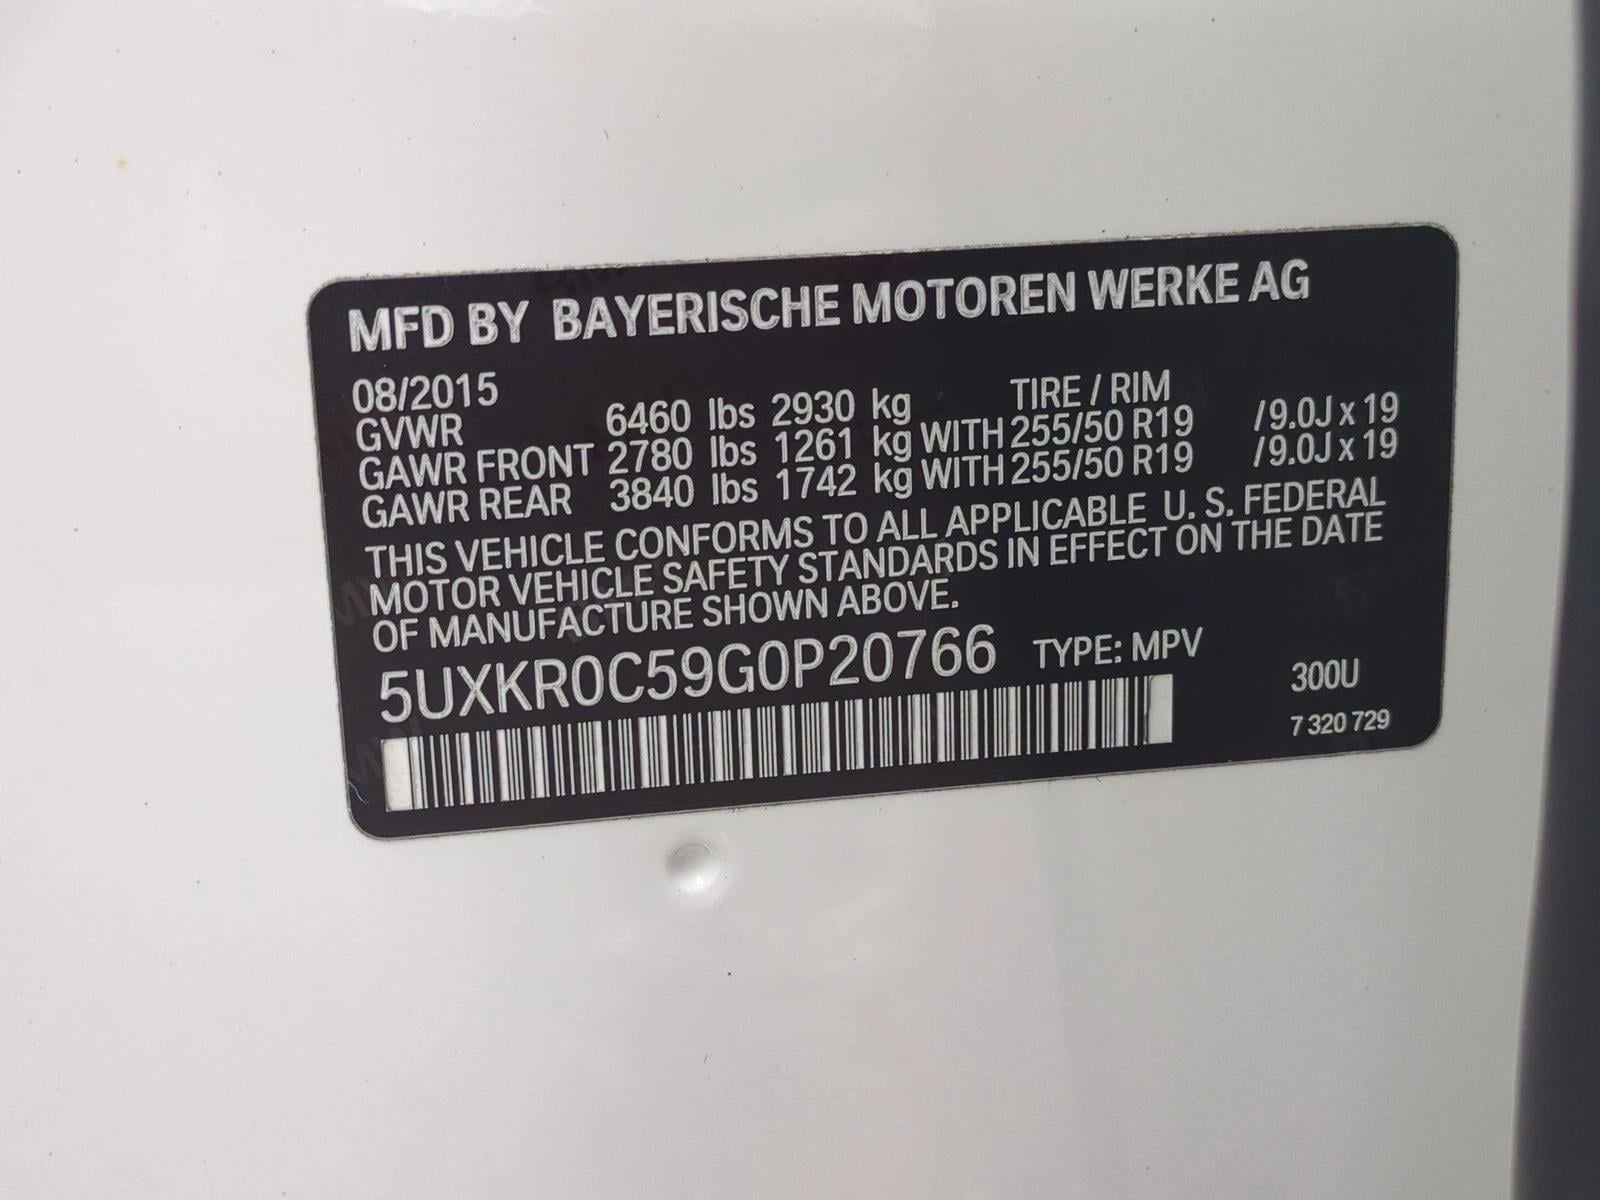 MFD BY BAYERISCHE MOTOREN WERKE AG
08/2015 TIRE / RIM
GVWR 6460 lbs 2930 kg
GAWR FRONT 2780 lbs 1261 kg WITH 255/50 R19 /9.0J x 19
GAWR REAR 3840 lbs 1742 kg WITH 255/50 R19 /9.0J x 19
THIS VEHICLE CONFORMS TO ALL APPLICABLE U. S. FEDERAL
MOTOR VEHICLE SAFETY STANDARDS IN EFFECT ON THE DATE
OF MANUFACTURE SHOWN ABOVE.
5UXKR0C59G0P20766 TYPE: MPV
300U
7 320 729